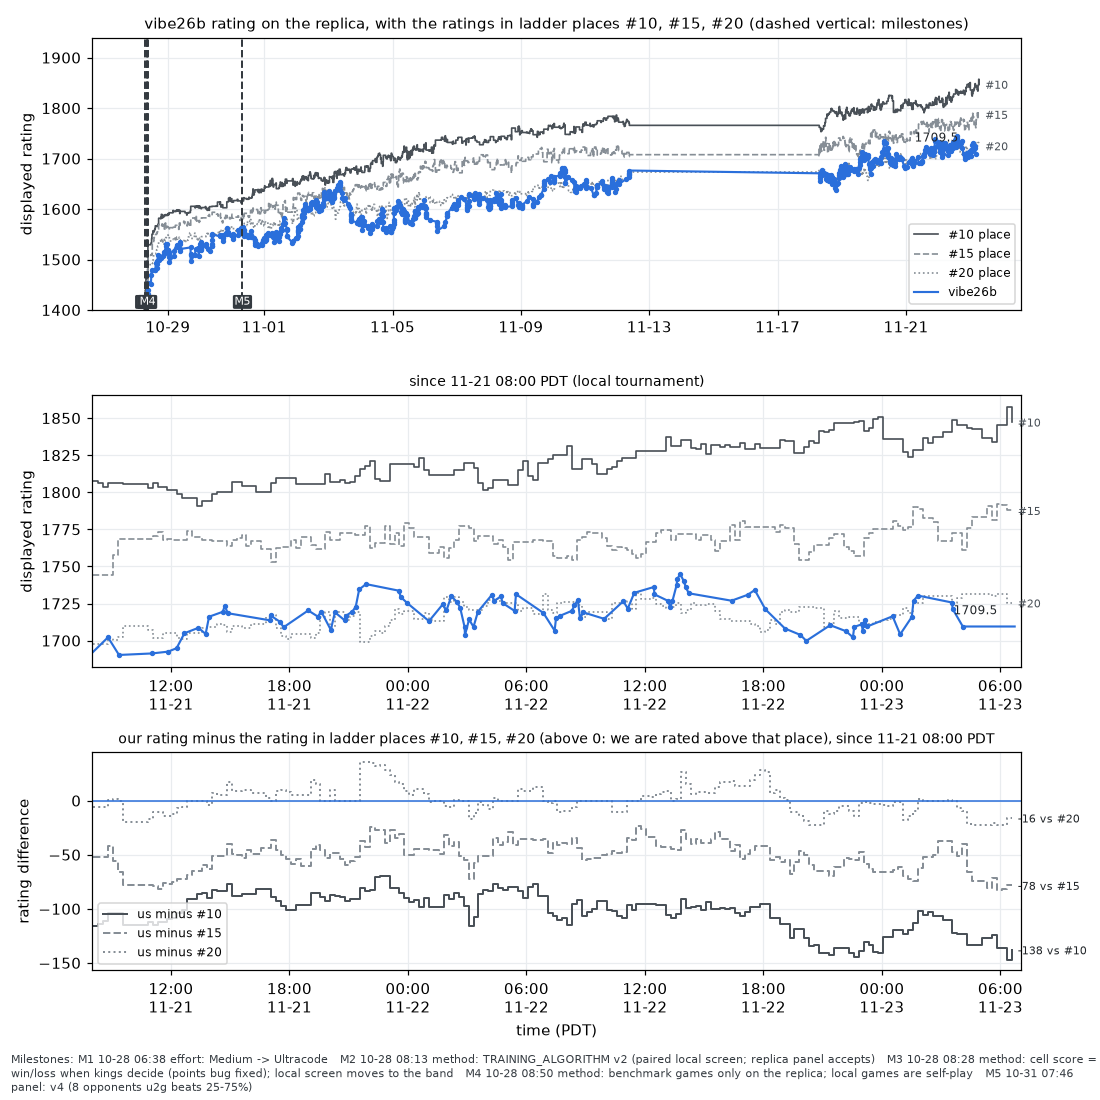 vibe26b rating on the replica, with the ratings in ladder places #10, #15, #20 (dashed vertical: milestones)
displayed rating
1900
1800
1700
1600
1500
1400
#10
#15
1709.5
#20
#10 place
#15 place
#20 place
vibe26b
M4
M5
10-29
11-01
11-05
11-09
11-13
11-17
11-21
since 11-21 08:00 PDT (local tournament)
displayed rating
1850
1825
1800
1775
1750
1725
1700
#10
#15
#20
1709.5
12:00
11-21
18:00
11-21
00:00
11-22
06:00
11-22
12:00
11-22
18:00
11-22
00:00
11-23
06:00
11-23
our rating minus the rating in ladder places #10, #15, #20 (above 0: we are rated above that place), since 11-21 08:00 PDT
rating difference
0
−50
−100
−150
-16 vs #20
-78 vs #15
-138 vs #10
us minus #10
us minus #15
us minus #20
12:00
11-21
18:00
11-21
00:00
11-22
06:00
11-22
12:00
11-22
18:00
11-22
00:00
11-23
06:00
11-23
time (PDT)
Milestones: M1 10-28 06:38 effort: Medium -> Ultracode M2 10-28 08:13 method: TRAINING_ALGORITHM v2 (paired local screen; replica panel accepts) M3 10-28 08:28 method: cell score =
win/loss when kings decide (points bug fixed); local screen moves to the band M4 10-28 08:50 method: benchmark games only on the replica; local games are self-play M5 10-31 07:46
panel: v4 (8 opponents u2g beats 25-75%)